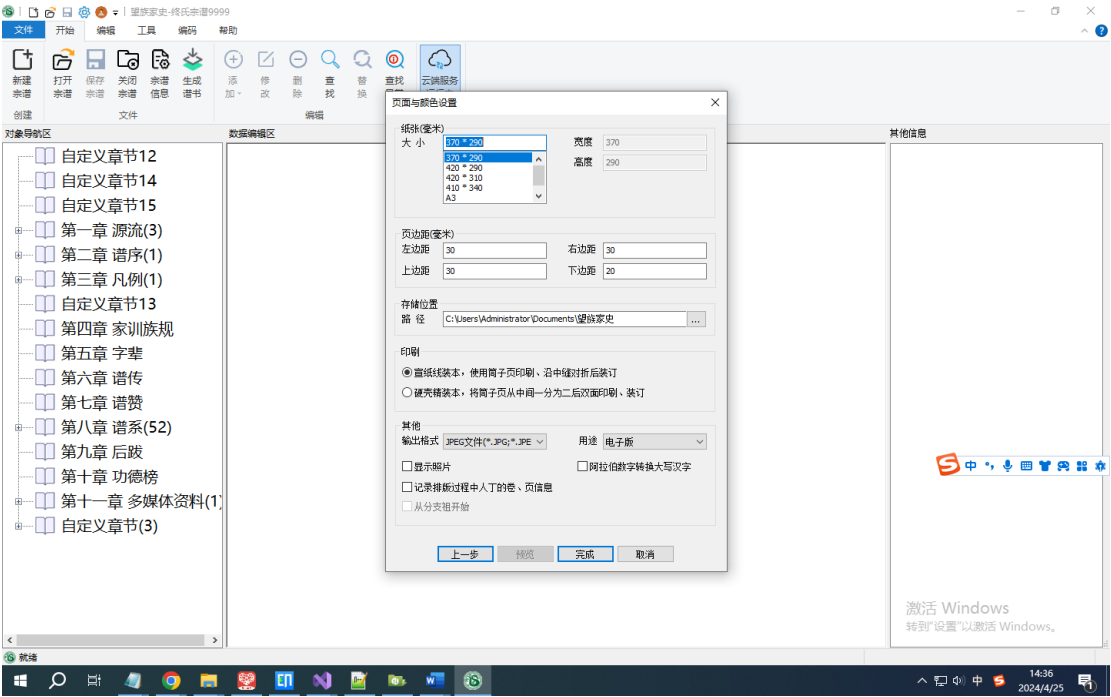 望族家史-终氏宗谱9999
文件 开始 编辑 工具 编码 帮助
新建宗谱 打开宗谱 保存宗谱 关闭宗谱 宗谱信息 生成谱书 添加 修改 删除 查找 替换 查找 云端服务
创建 文件 编辑
对象导航区 数据编辑区 其他信息
自定义章节12
自定义章节14
自定义章节15
第一章 源流(3)
第二章 谱序(1)
第三章 凡例(1)
自定义章节13
第四章 家训族规
第五章 字辈
第六章 谱传
第七章 谱赞
第八章 谱系(52)
第九章 后跋
第十章 功德榜
第十一章 多媒体资料(1)
自定义章节(3)
页面与颜色设置
纸张(毫米)
大 小 370 * 290 宽度 370
370 * 290
420 * 290
420 * 310
410 * 340
A3
高度 290
页边距(毫米)
左边距 30 右边距 30
上边距 30 下边距 20
存储位置
路 径 C:\Users\Administrator\Documents\望族家史 ...
印刷
宣纸线装本，使用筒子页印刷、沿中缝对折后装订
硬壳精装本，将筒子页从中间一分为二后双面印刷、装订
其他
输出格式 JPEG文件(*.JPG;*.JPE 用途 电子版
显示照片 阿拉伯数字转换大写汉字
记录排版过程中人丁的卷、页信息
从分支祖开始
上一步 预览 完成 取消
中
激活 Windows
转到"设置"以激活 Windows。
就绪
中 14:36
2024/4/25
1